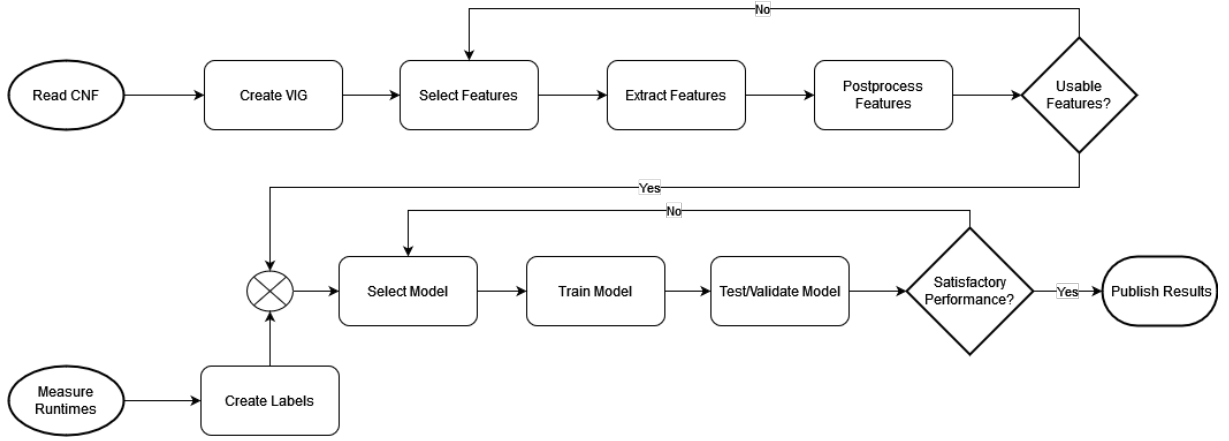 No
Read CNF
Create VIG
Select Features
Extract Features
Postprocess
Features
Usable
Features?
Yes
No
Select Model
Train Model
Test/Validate Model
Satisfactory
Performance?
Yes
Publish Results
Measure
Runtimes
Create Labels